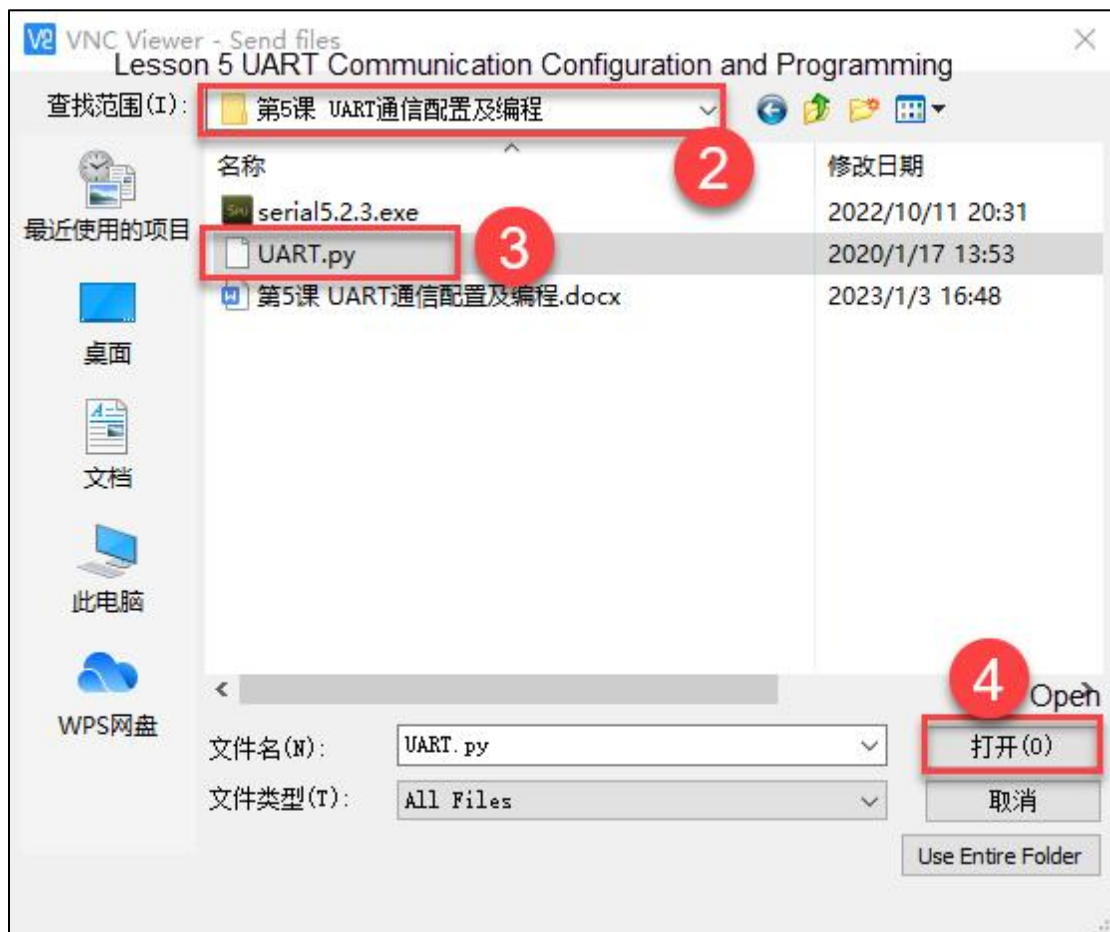 VNC Viewer - Send files
Lesson 5 UART Communication Configuration and Programming
查找范围(I):
第5课 UART通信配置及编程
2
名称
修改日期
serial5.2.3.exe
2022/10/11 20:31
UART.py
3
2020/1/17 13:53
第5课 UART通信配置及编程.docx
2023/1/3 16:48
最近使用的项目
桌面
文档
此电脑
WPS网盘
4
Open
文件名(N):
UART.py
打开(O)
文件类型(T):
All Files
取消
Use Entire Folder